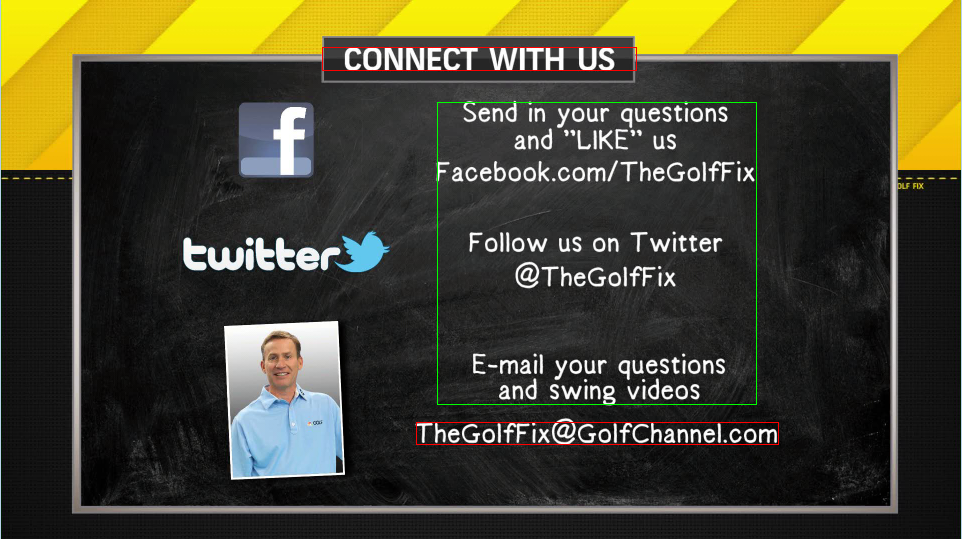 CONNECT WITH US
f
Send in your questions
and "LIKE" us
Facebook.com/TheGolfFix
OLF FIX
twitter
Follow us on Twitter
@TheGolfFix
E-mail your questions
and swing videos
TheGolfFix@GolfChannel.com